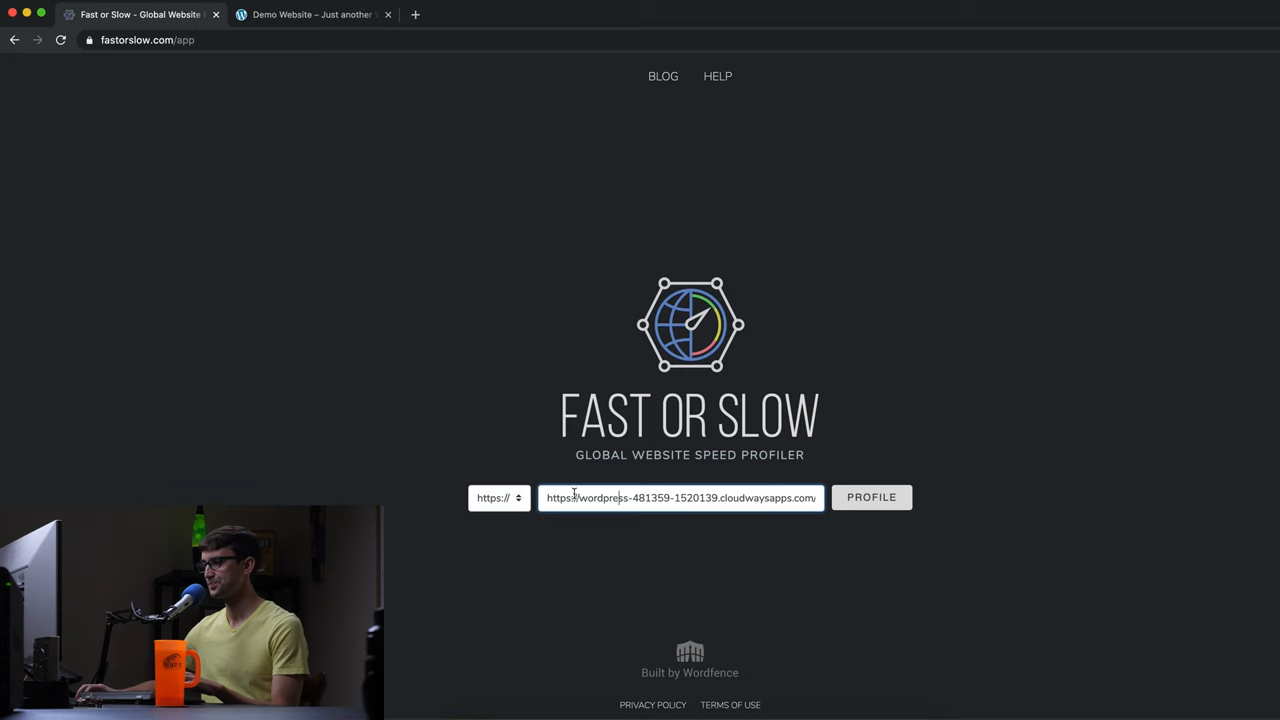 Fast or Slow - Global Website
Demo Website – Just another
fastorslow.com/app
BLOG HELP
FAST OR SLOW
GLOBAL WEBSITE SPEED PROFILER
https:// https://wordpress-481359-1520139.cloudwaysapps.com/ PROFILE
Built by Wordfence
PRIVACY POLICY TERMS OF USE